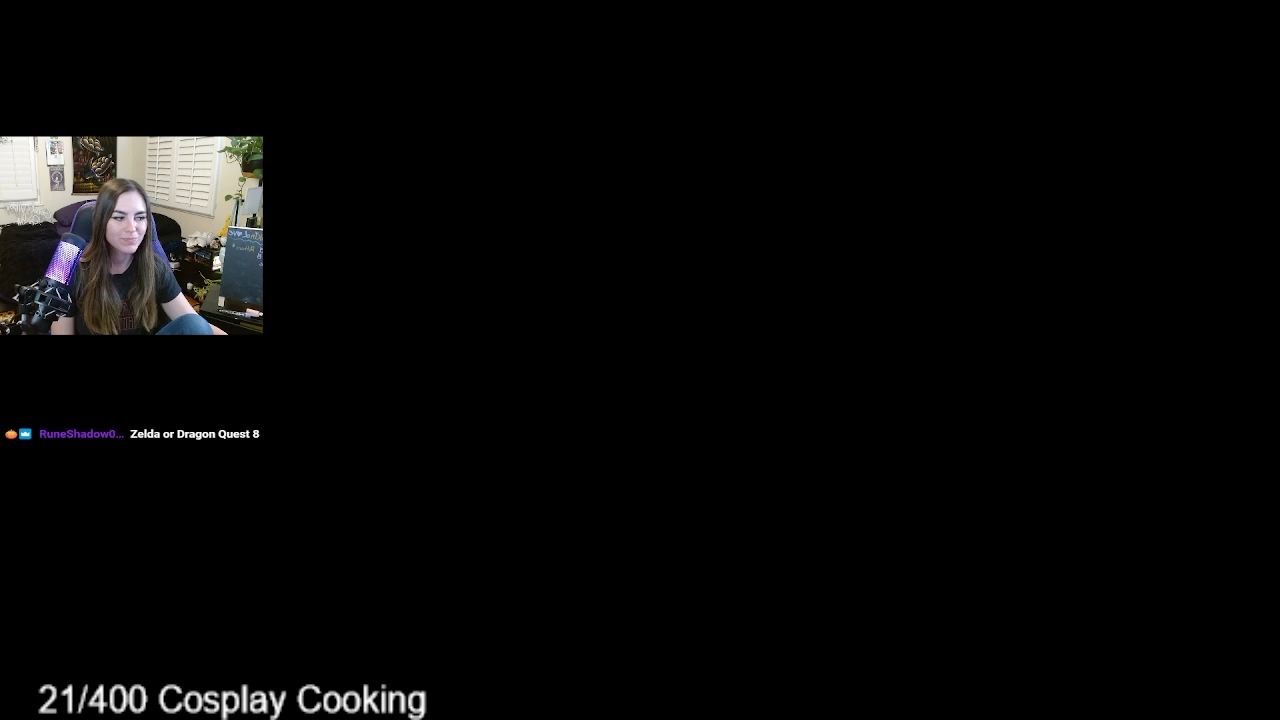 RuneShadow0... Zelda or Dragon Quest 8
21/400 Cosplay Cooking